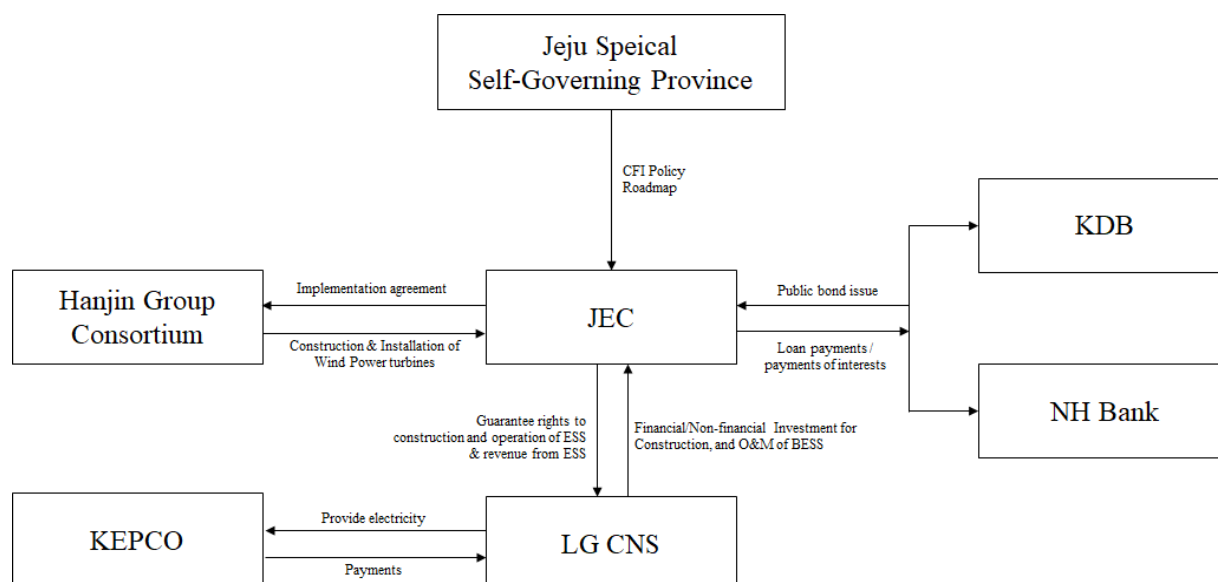 Jeju Speical
Self-Governing Province
CFI Policy
Roadmap
KDB
Hanjin Group
Consortium
Implementation agreement
Construction & Installation of
Wind Power turbines
JEC
Public bond issue
Loan payments /
payments of interests
NH Bank
Guarantee rights to
construction and operation of ESS
& revenue from ESS
Financial/Non-financial Investment for
Construction, and O&M of BESS
KEPCO
Provide electricity
Payments
LG CNS